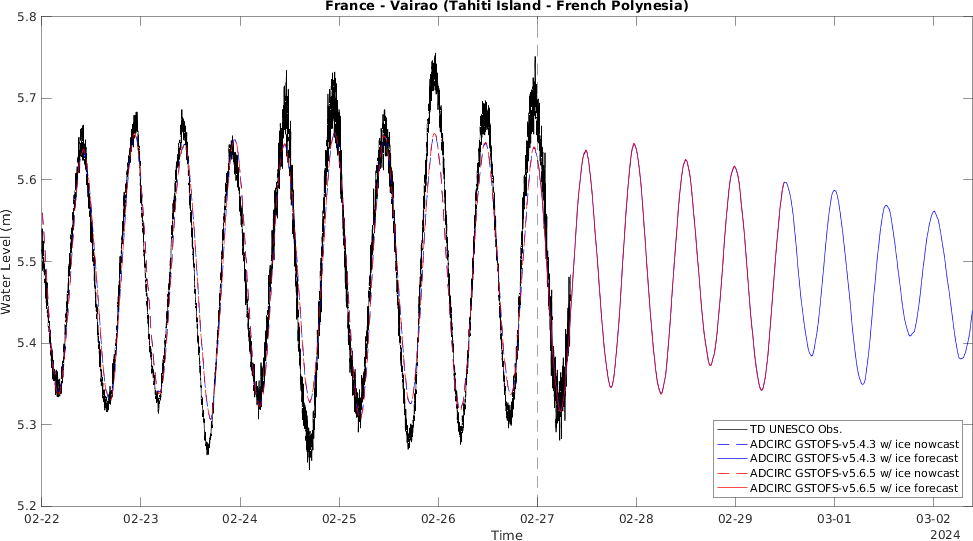 France - Vairao (Tahiti Island - French Polynesia)
5.8
5.7
5.6
5.5
5.4
5.3
5.2
Water Level (m)
TD UNESCO Obs.
ADCIRC GSTOFS-v5.4.3 w/ ice nowcast
ADCIRC GSTOFS-v5.4.3 w/ ice forecast
ADCIRC GSTOFS-v5.6.5 w/ ice nowcast
ADCIRC GSTOFS-v5.6.5 w/ ice forecast
02-22 02-23 02-24 02-25 02-26 02-27 02-28 02-29 03-01 03-02
Time 2024